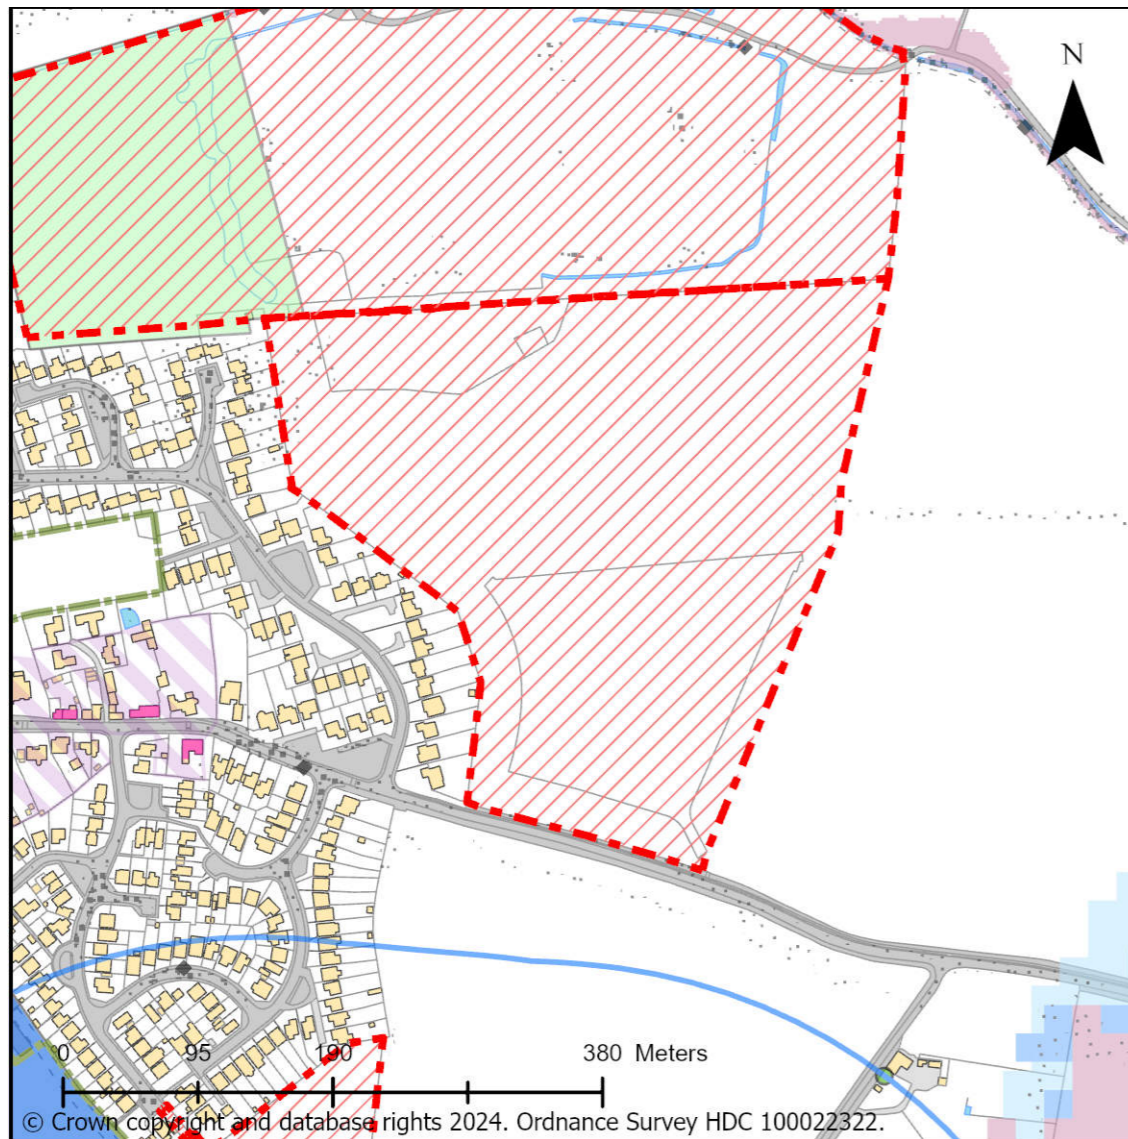 N
0 95 190 380 Meters
© Crown copyright and database rights 2024. Ordnance Survey HDC 100022322.